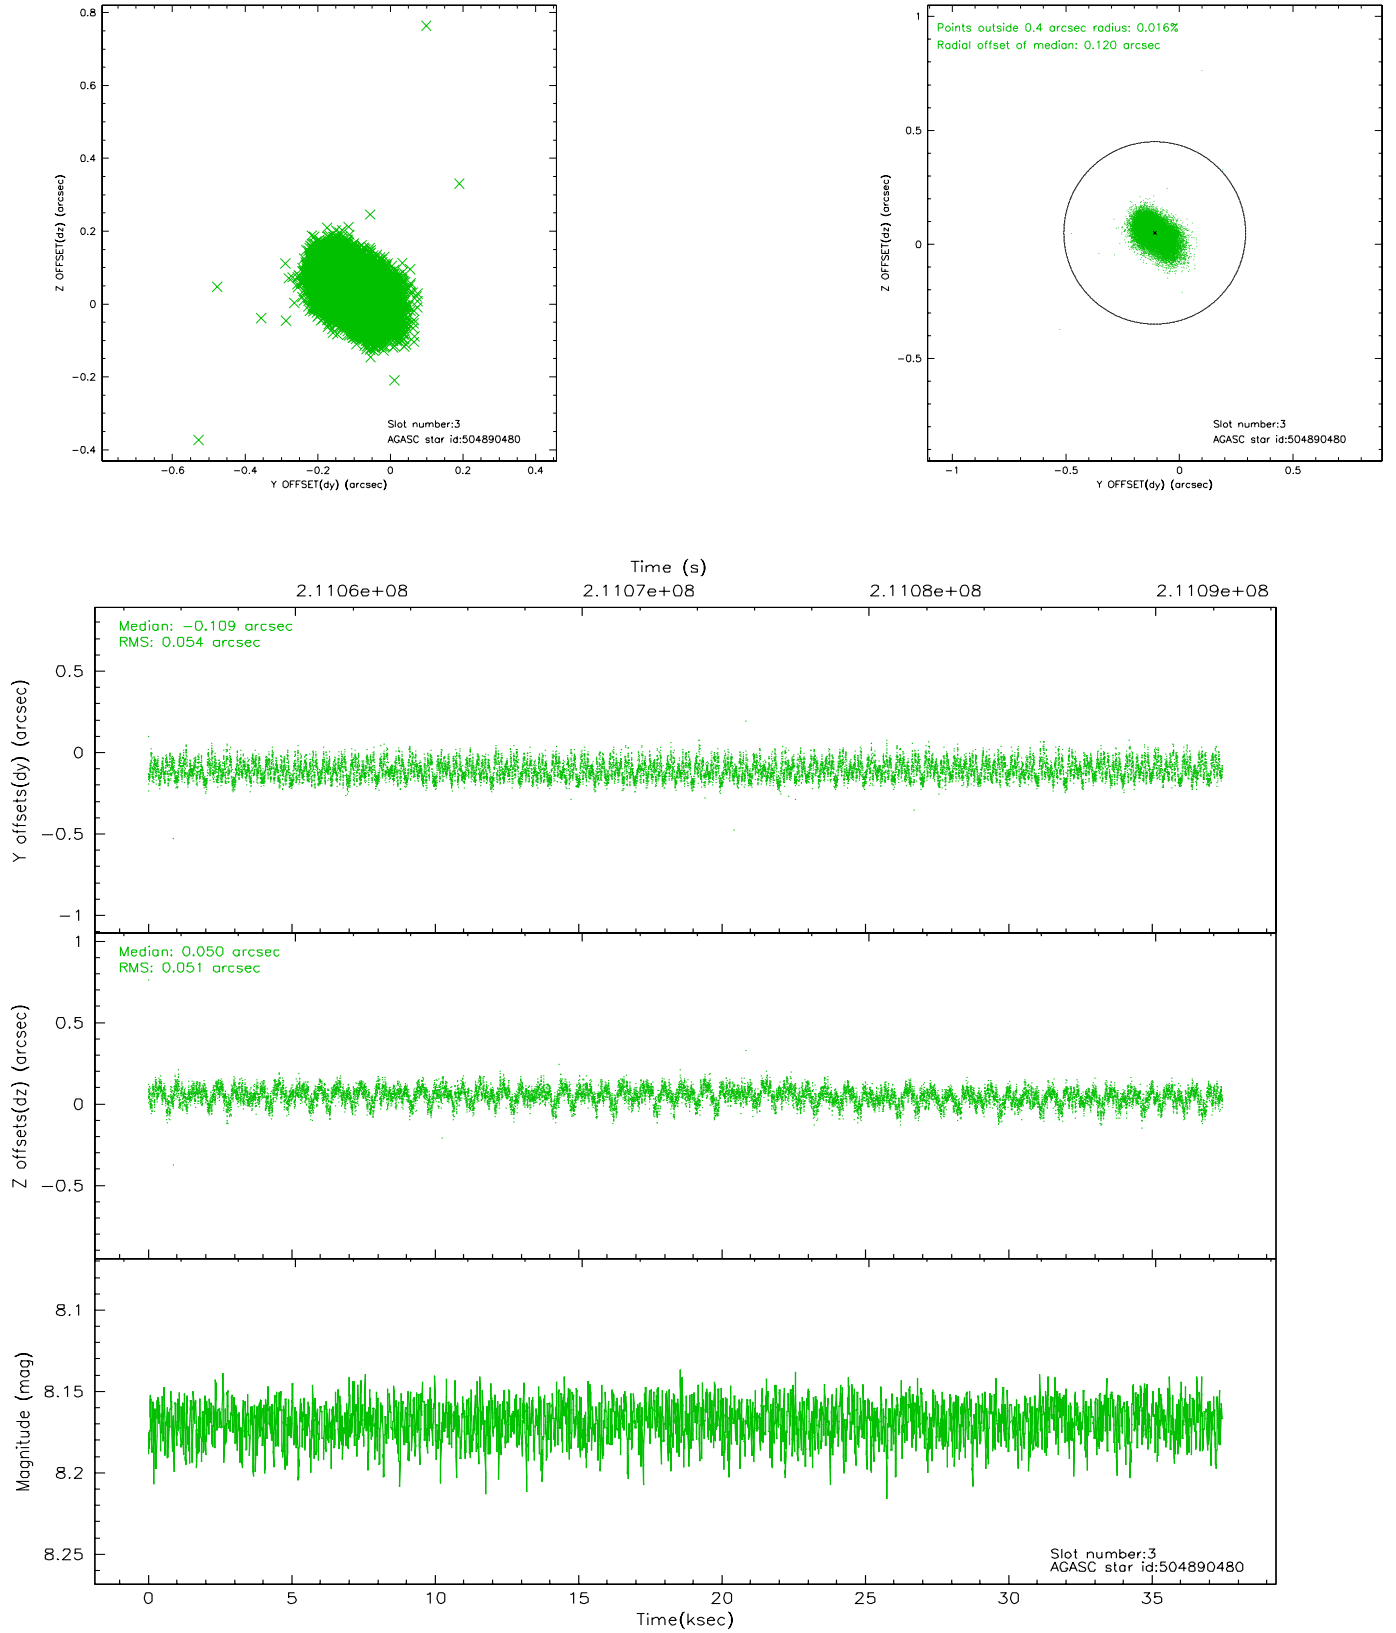 0.8
0.6
0.4
0.2
0
−0.2
−0.4
Z OFFSET(dz) (arcsec)
Slot number:3
AGASC star id:504890480
−0.6 −0.4 −0.2 0 0.2 0.4
Y OFFSET(dy) (arcsec)
Points outside 0.4 arcsec radius: 0.016%
Radial offset of median: 0.120 arcsec
1
0.5
0
−0.5
Z OFFSET(dz) (arcsec)
Slot number:3
AGASC star id:504890480
−1 −0.5 0 0.5
Y OFFSET(dy) (arcsec)
Time (s)
2.1106e+08 2.1107e+08 2.1108e+08 2.1109e+08
Median: −0.109 arcsec
RMS: 0.054 arcsec
0.5
0
−0.5
−1
Y offsets(dy) (arcsec)
Median: 0.050 arcsec
RMS: 0.051 arcsec
1
0.5
0
−0.5
Z offsets(dz) (arcsec)
8.1
8.15
8.2
8.25
Magnitude (mag)
Slot number:3
AGASC star id:504890480
0 5 10 15 20 25 30 35
Time(ksec)